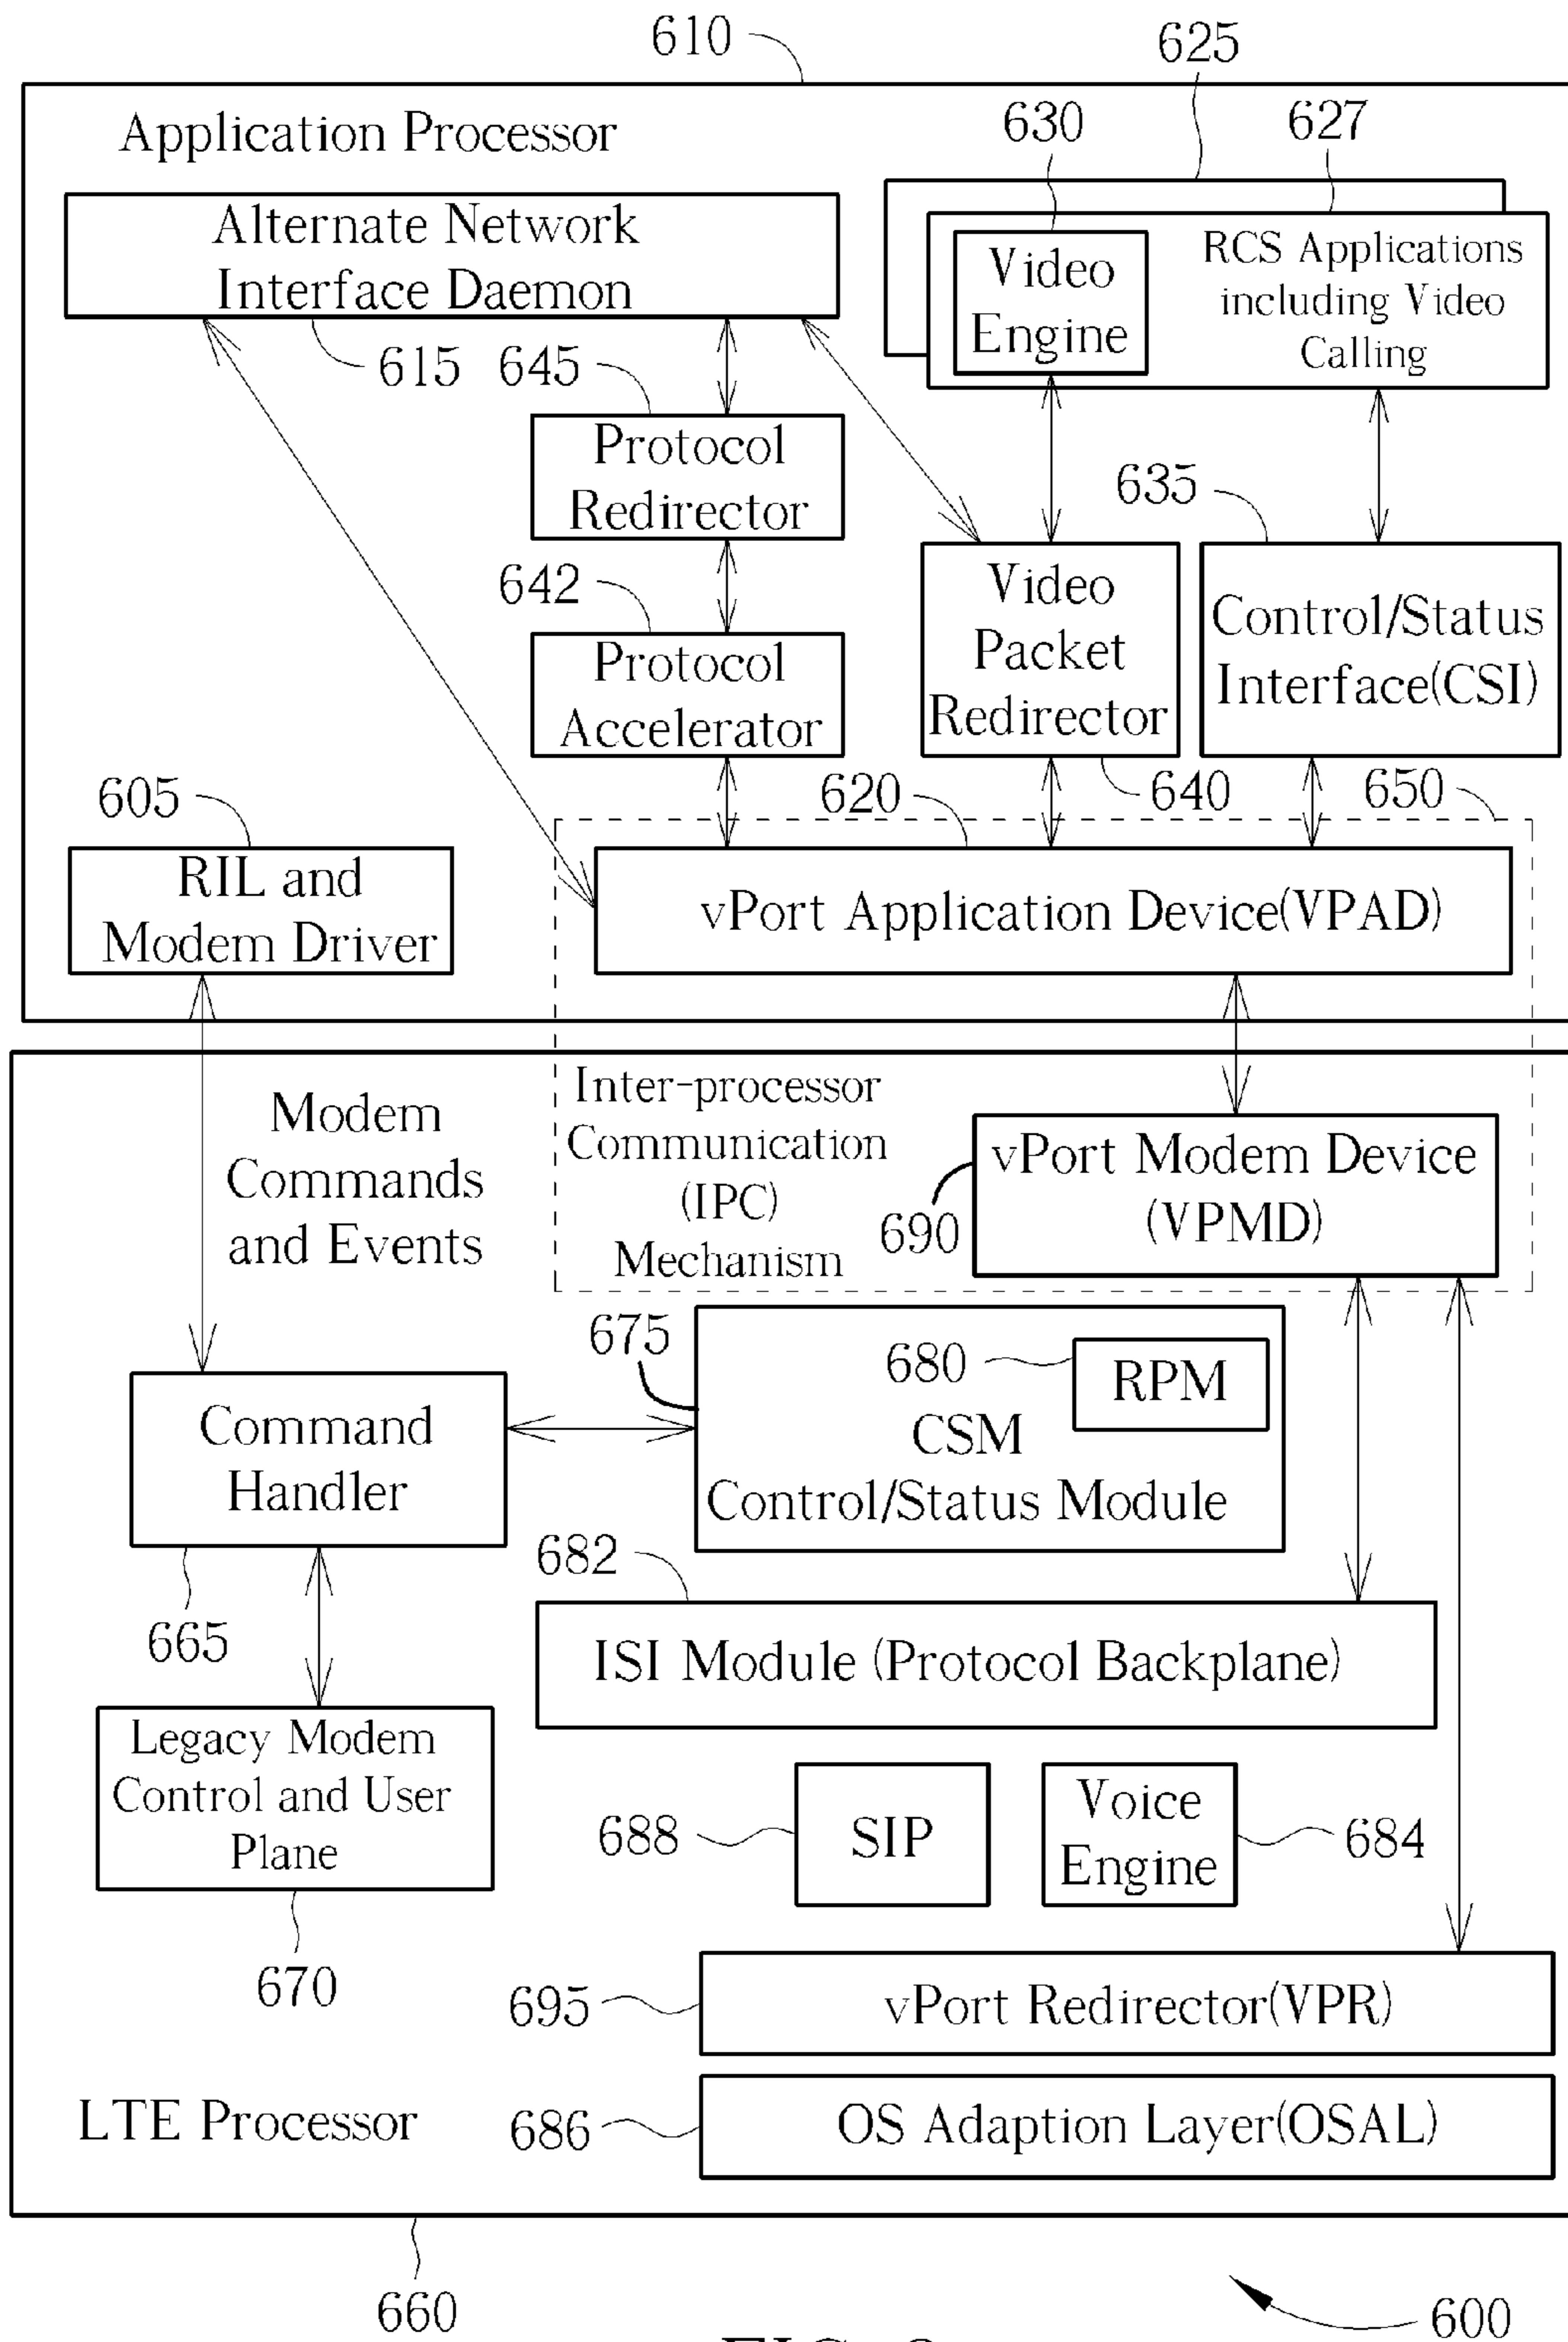 610
625
Application Processor
630
627
Alternate Network
Interface Daemon
Video
Engine
RCS Applications
including Video
Calling
615
645
Protocol
Redirector
635
642
Video
Packet
Redirector
Control/Status
Interface(CSI)
Protocol
Accelerator
605
620
640
650
RIL and
Modem Driver
vPort Application Device(VPAD)
Modem
Commands
and Events
Inter-processor
Communication
(IPC)
Mechanism
690
vPort Modem Device
(VPMD)
675
680
RPM
CSM
Control/Status Module
Command
Handler
682
665
ISI Module (Protocol Backplane)
Legacy Modem
Control and User
Plane
688
SIP
Voice
Engine
684
670
695
vPort Redirector(VPR)
LTE Processor
686
OS Adaption Layer(OSAL)
660
600